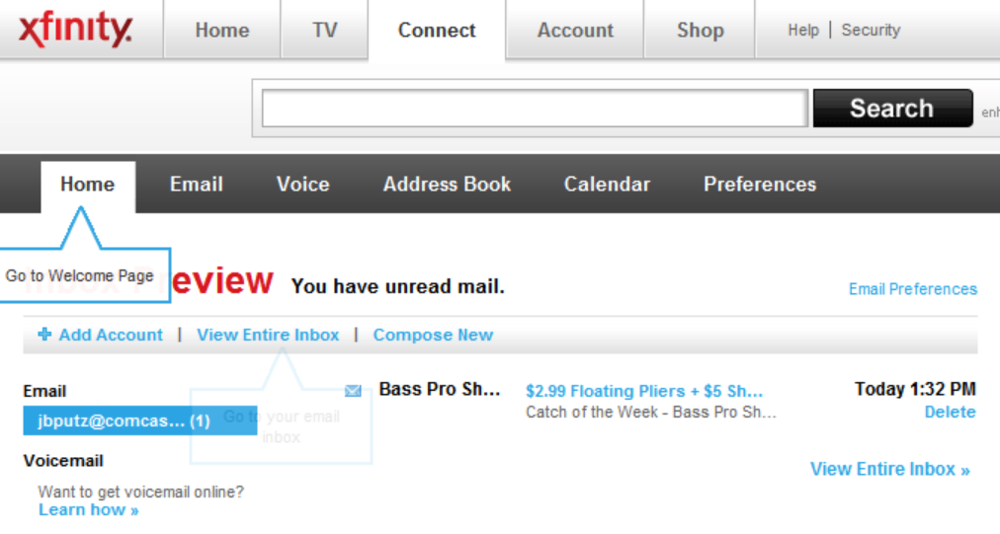 xfinity.
Home
TV
Connect
Account
Shop
Help | Security
Search
enh
Home
Email
Voice
Address Book
Calendar
Preferences
Go to Welcome Page
eview
You have unread mail.
Email Preferences
Add Account | View Entire Inbox | Compose New
Email
Bass Pro Sh...
$2.99 Floating Pliers + $5 Sh...
Today 1:32 PM
jbputz@comcas... (1)
Go to your email
inbox
Catch of the Week - Bass Pro Sh...
Delete
Voicemail
View Entire Inbox »
Want to get voicemail online?
Learn how »